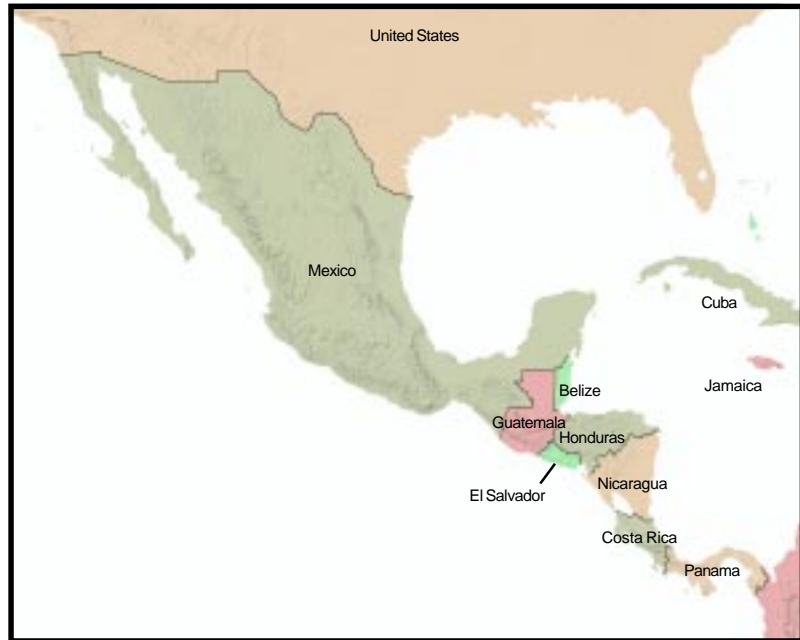 United States
Mexico
Cuba
Jamaica
Belize
Guatemala
Honduras
Nicaragua
El Salvador
Costa Rica
Panama